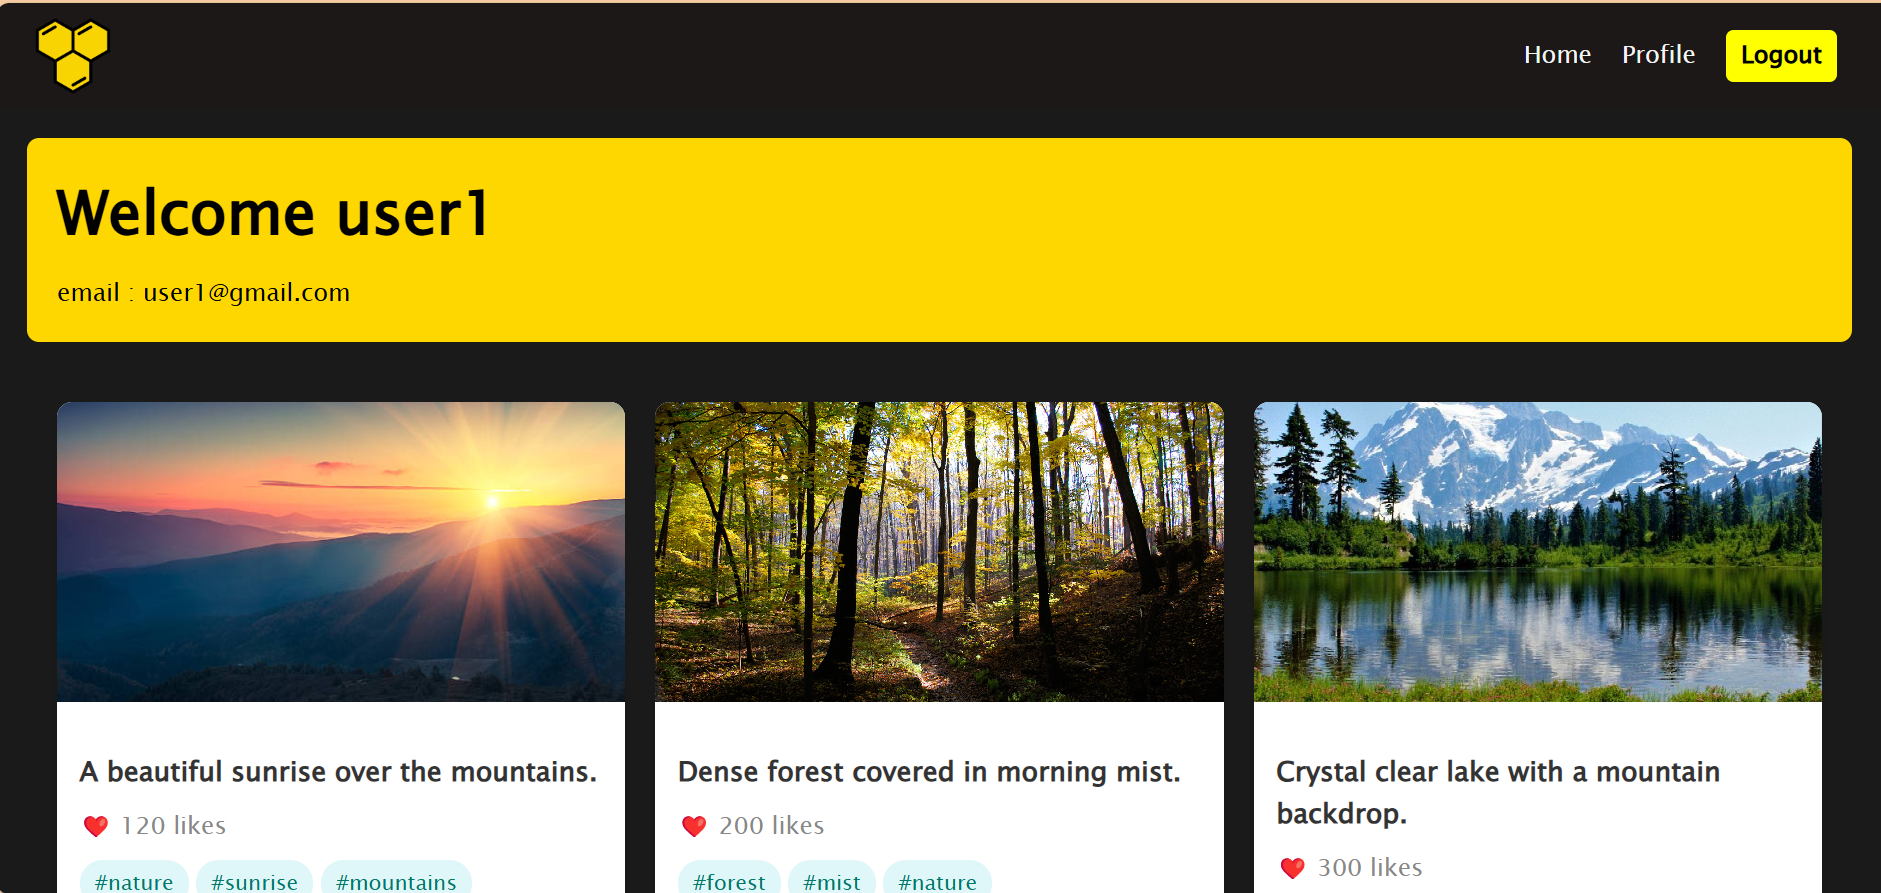 Home Profile Logout
Welcome user1
email : user1@gmail.com
A beautiful sunrise over the mountains.
120 likes
#nature #sunrise #mountains
Dense forest covered in morning mist.
200 likes
#forest #mist #nature
Crystal clear lake with a mountain
backdrop.
300 likes